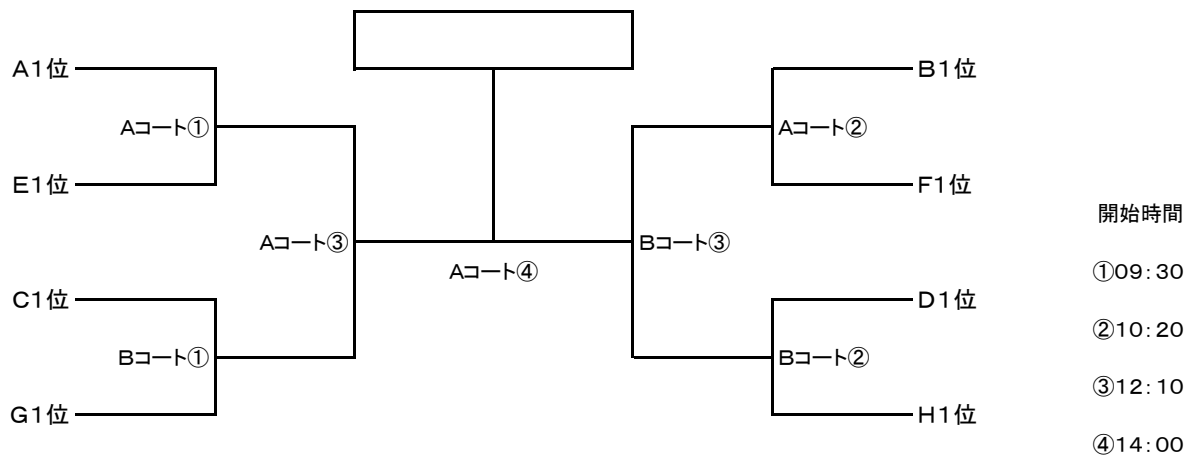 A1位
B1位
Aコート①
Aコート②
E1位
F1位
開始時間
Aコート③
Bコート③
Aコート④
①09:30
C1位
D1位
②10:20
Bコート①
Bコート②
③12:10
G1位
H1位
④14:00